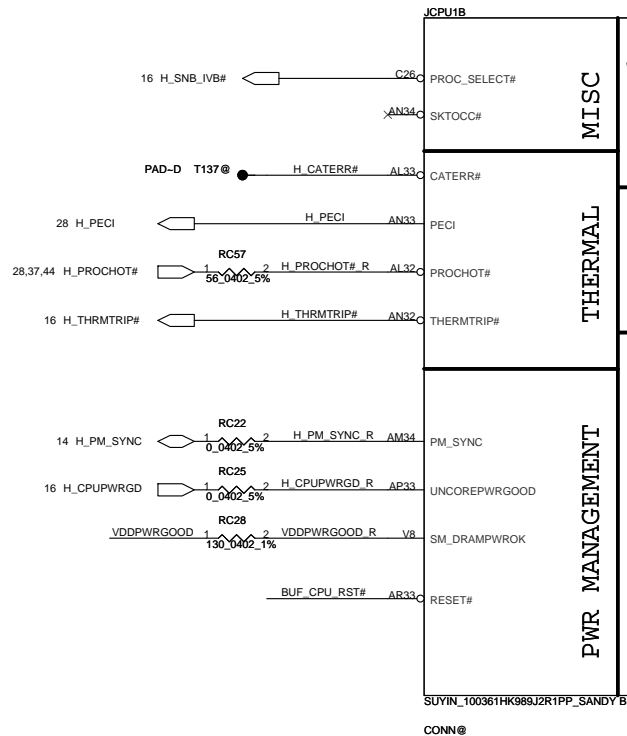 JCPU1B
16 H_SNB_IVB# C26 PROC_SELECT#
AN34 SKTOCC#
MISC
PAD~D T137@ H_CATERR# AL33 CATERR#
28 H_PECI H_PECI AN33 PECI
RC57
28,37,44 H_PROCHOT# 1 2 H_PROCHOT#_R AL32 PROCHOT#
56_0402_5%
16 H_THRMTRIP# H_THRMTRIP# AN32 THERMTRIP#
THERMAL
RC22
14 H_PM_SYNC 1 2 H_PM_SYNC_R AM34 PM_SYNC
0_0402_5%
RC25
16 H_CPUPWRGD 1 2 H_CPUPWRGD_R AP33 UNCOREPWRGOOD
0_0402_5%
RC28
VDDPWRGOOD 1 2 VDDPWRGOOD_R V8 SM_DRAMPWROK
130_0402_1%
BUF_CPU_RST# AR33 RESET#
PWR MANAGEMENT
SUYIN_100361HK989J2R1PP_SANDY B
CONN@